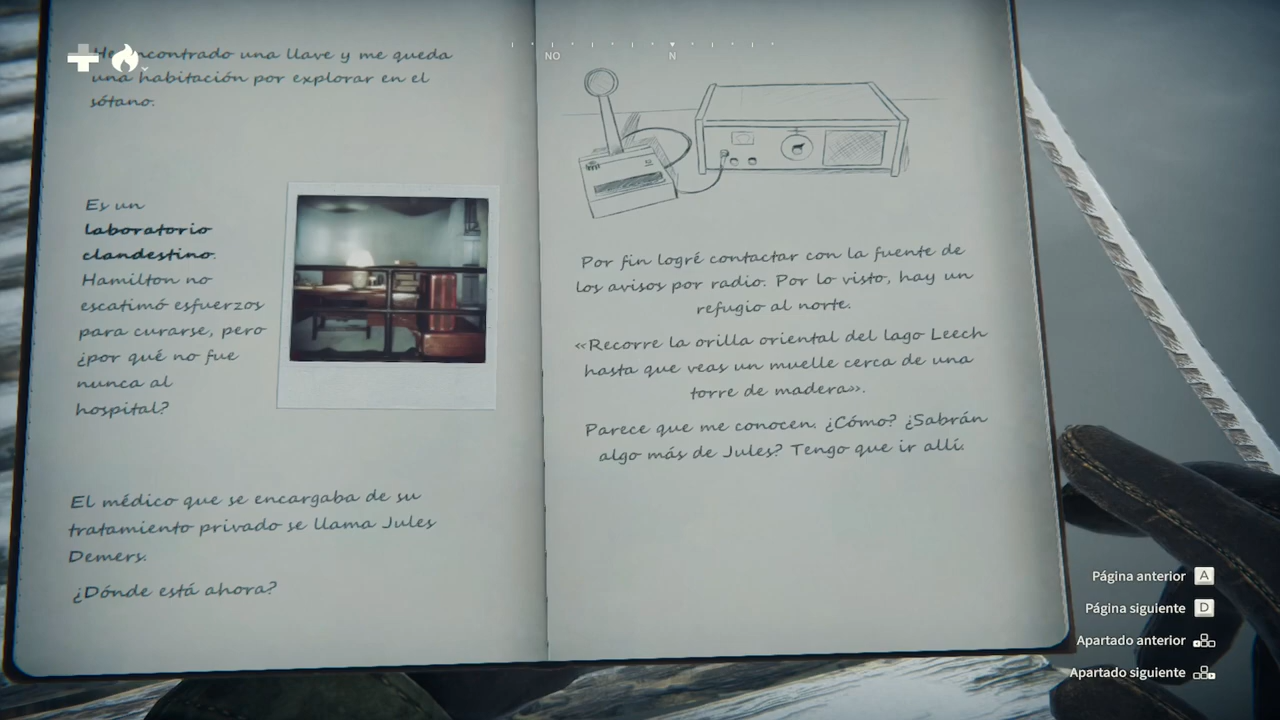 He encontrado una llave y me queda
una habitación por explorar en el
sótano.
Es un
laboratorio
clandestino.
Hamilton no
escatimó esfuerzos
para curarse, pero
¿por qué no fue
nunca al
hospital?
El médico que se encargaba de su
tratamiento privado se llama Jules
Demers.
¿Dónde está ahora?
NO
N
Por fin logré contactar con la fuente de
los avisos por radio. Por lo visto, hay un
refugio al norte.
«Recorre la orilla oriental del lago Leech
hasta que veas un muelle cerca de una
torre de madera».
Parece que me conocen. ¿Cómo? ¿Sabrán
algo más de Jules? Tengo que ir allí.
Página anterior A
Página siguiente D
Apartado anterior
Apartado siguiente